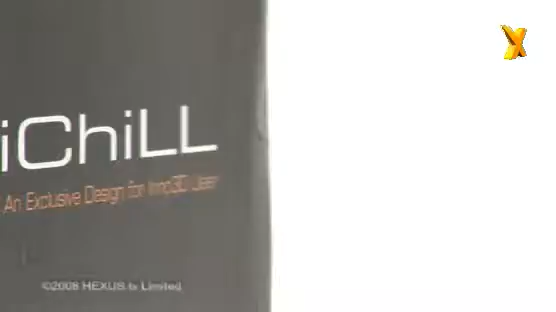 iChiLL
An Exclusive Design for Inno3D User
©2008 HEXUS.tv Limited